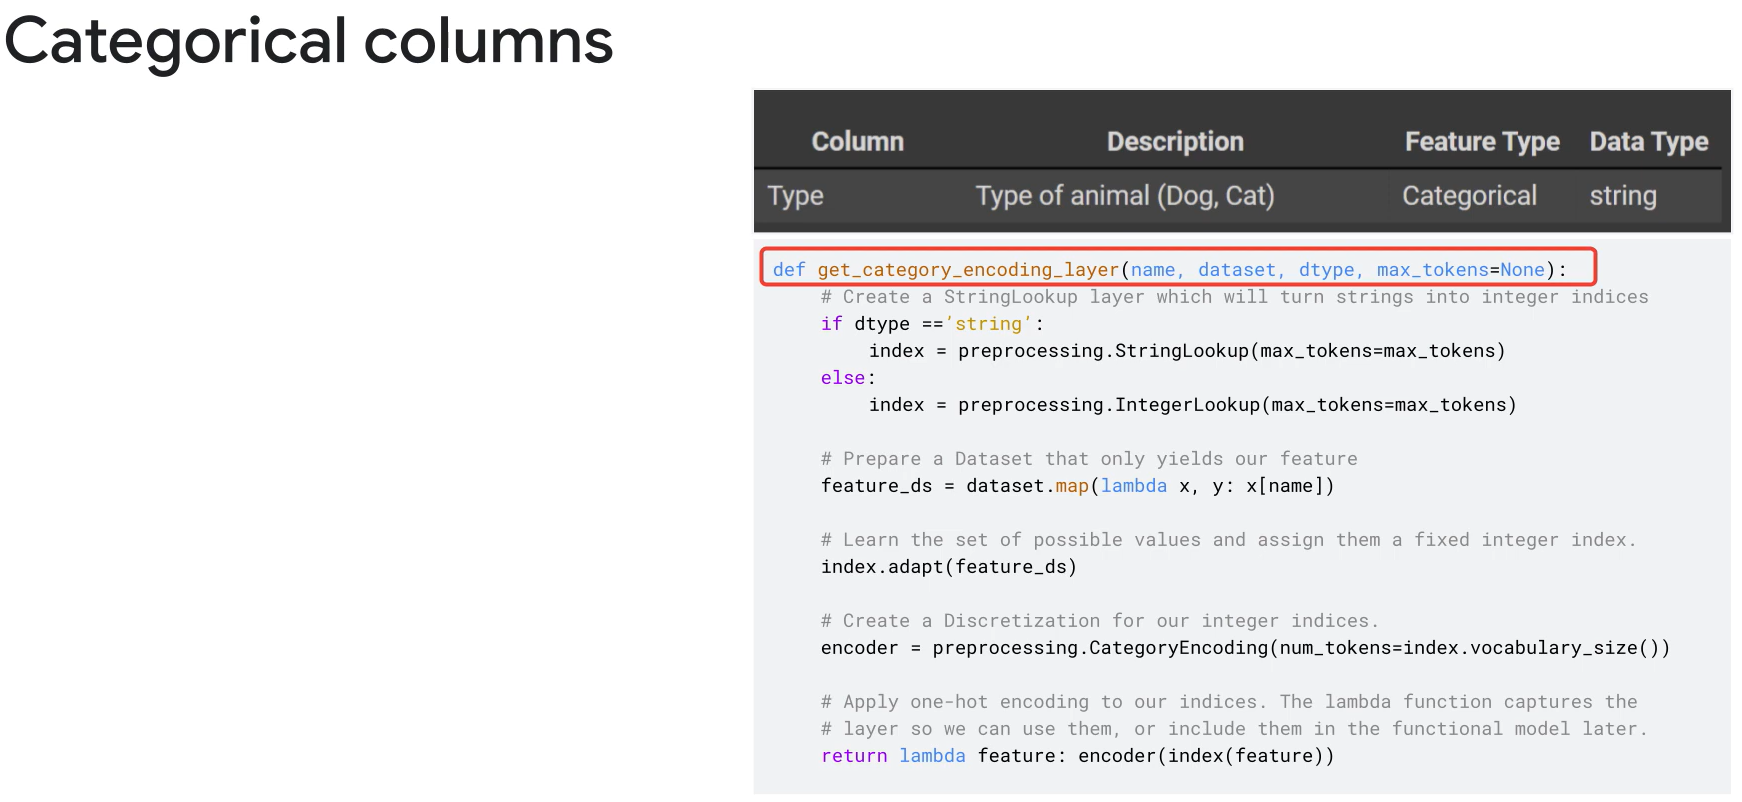 Categorical columns
Column Description Feature Type Data Type
Type Type of animal (Dog, Cat) Categorical string
def get_category_encoding_layer(name, dataset, dtype, max_tokens=None):
# Create a StringLookup layer which will turn strings into integer indices
if dtype ==‘string’:
index = preprocessing.StringLookup(max_tokens=max_tokens)
else:
index = preprocessing.IntegerLookup(max_tokens=max_tokens)
# Prepare a Dataset that only yields our feature
feature_ds = dataset.map(lambda x, y: x[name])
# Learn the set of possible values and assign them a fixed integer index.
index.adapt(feature_ds)
# Create a Discretization for our integer indices.
encoder = preprocessing.CategoryEncoding(num_tokens=index.vocabulary_size())
# Apply one-hot encoding to our indices. The lambda function captures the
# layer so we can use them, or include them in the functional model later.
return lambda feature: encoder(index(feature))